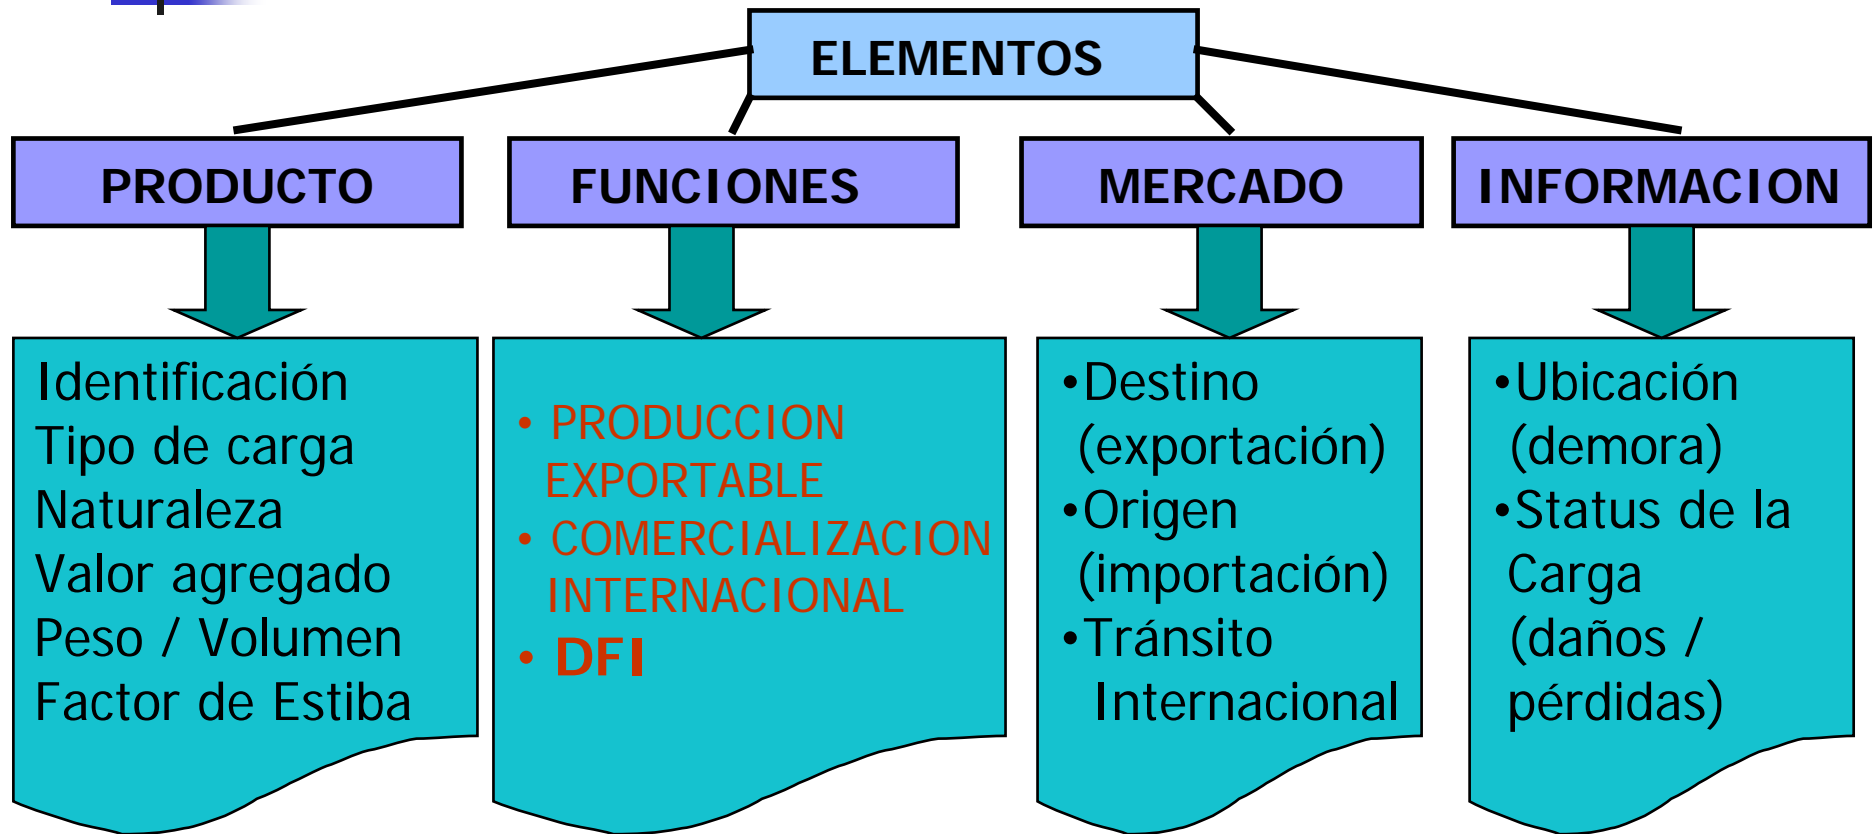 ELEMENTOS
PRODUCTO
FUNCIONES
MERCADO
INFORMACION
Identificación
Tipo de carga
Naturaleza
Valor agregado
Peso / Volumen
Factor de Estiba
• PRODUCCION
EXPORTABLE
• COMERCIALIZACION
INTERNACIONAL
• DFI
•Destino
(exportación)
•Origen
(importación)
•Tránsito
Internacional
•Ubicación
(demora)
•Status de la
Carga
(daños /
pérdidas)